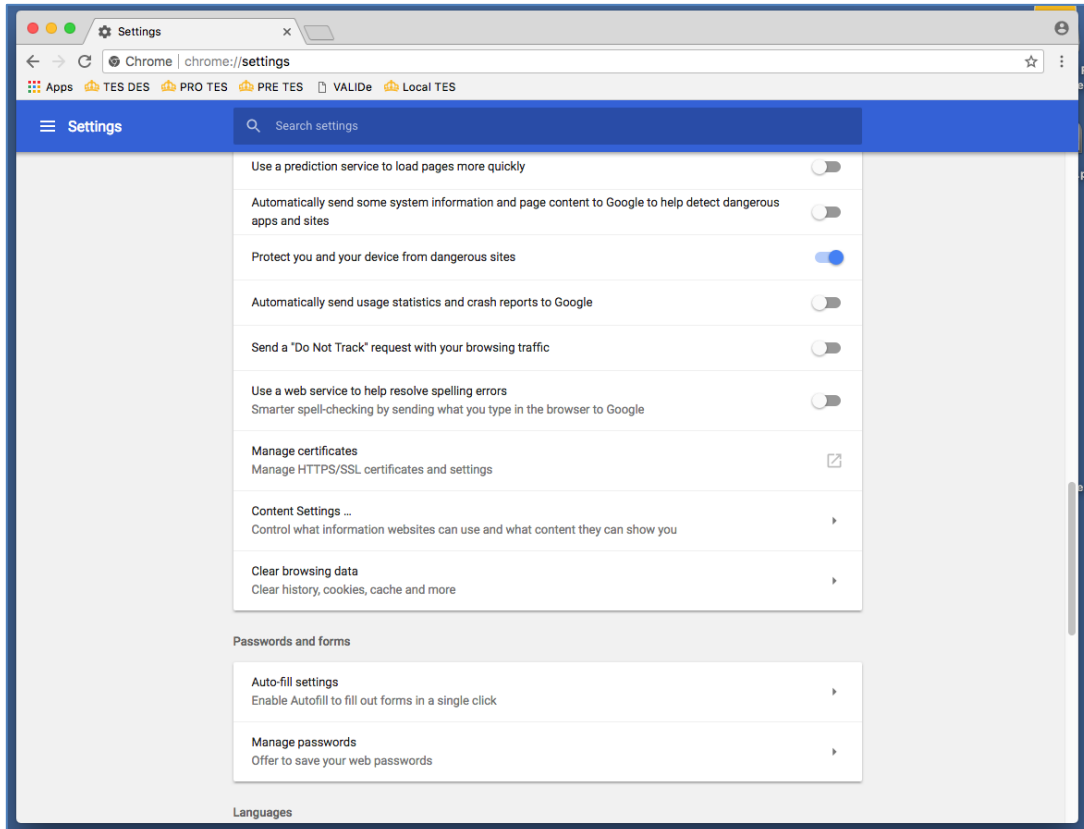 Settings
Chrome | chrome://settings
Apps TES DES PRO TES PRE TES VALIDe Local TES
Settings Search settings
Use a prediction service to load pages more quickly
Automatically send some system information and page content to Google to help detect dangerous
apps and sites
Protect you and your device from dangerous sites
Automatically send usage statistics and crash reports to Google
Send a "Do Not Track" request with your browsing traffic
Use a web service to help resolve spelling errors
Smarter spell-checking by sending what you type in the browser to Google
Manage certificates
Manage HTTPS/SSL certificates and settings
Content Settings ...
Control what information websites can use and what content they can show you
Clear browsing data
Clear history, cookies, cache and more
Passwords and forms
Auto-fill settings
Enable Autofill to fill out forms in a single click
Manage passwords
Offer to save your web passwords
Languages